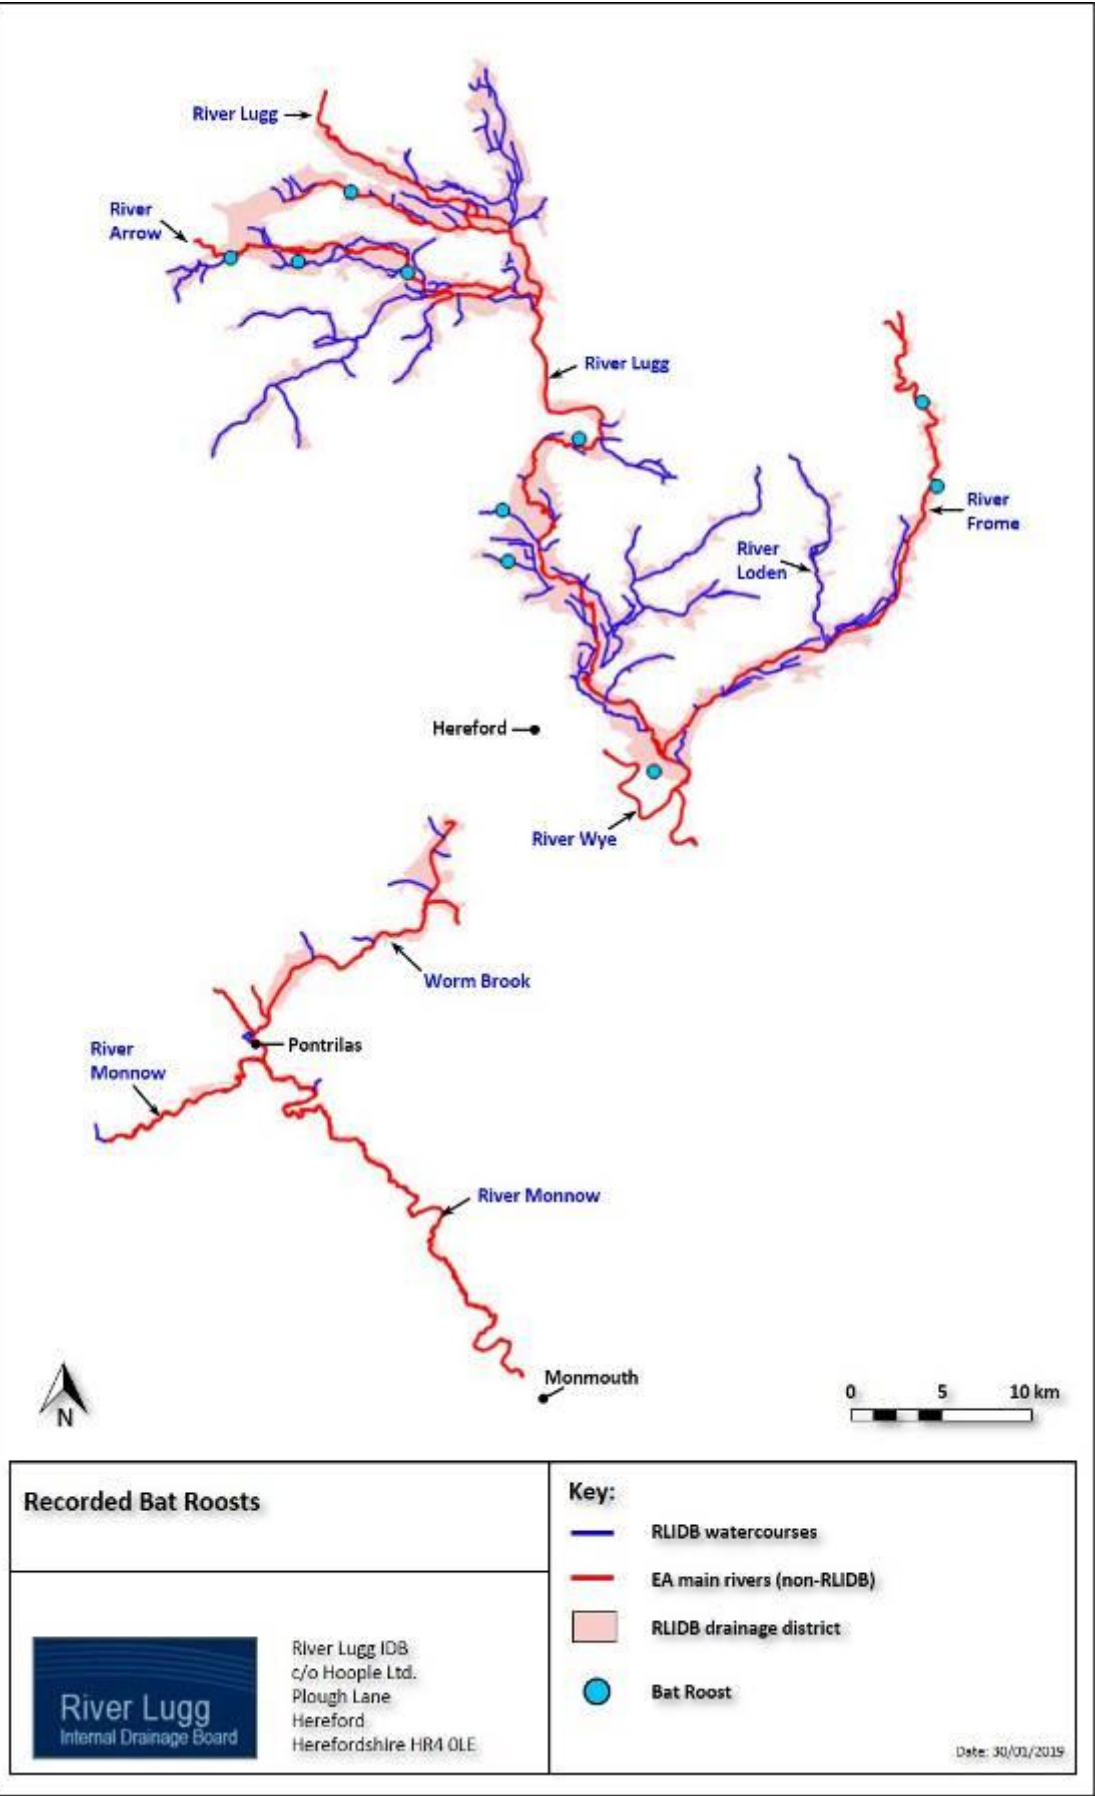 River Lugg
River
Arrow
River Lugg
River
Frome
River
Loden
Hereford
River Wye
Worm Brook
River
Monnow
Pontrilas
River Monnow
Monmouth
N
0 5 10 km
Recorded Bat Roosts
River Lugg
Internal Drainage Board
River Lugg IDB
c/o Hoople Ltd.
Plough Lane
Hereford
Herefordshire HR4 0LE
Key:
RLIDB watercourses
EA main rivers (non-RLIDB)
RLIDB drainage district
Bat Roost
Date: 30/01/2019